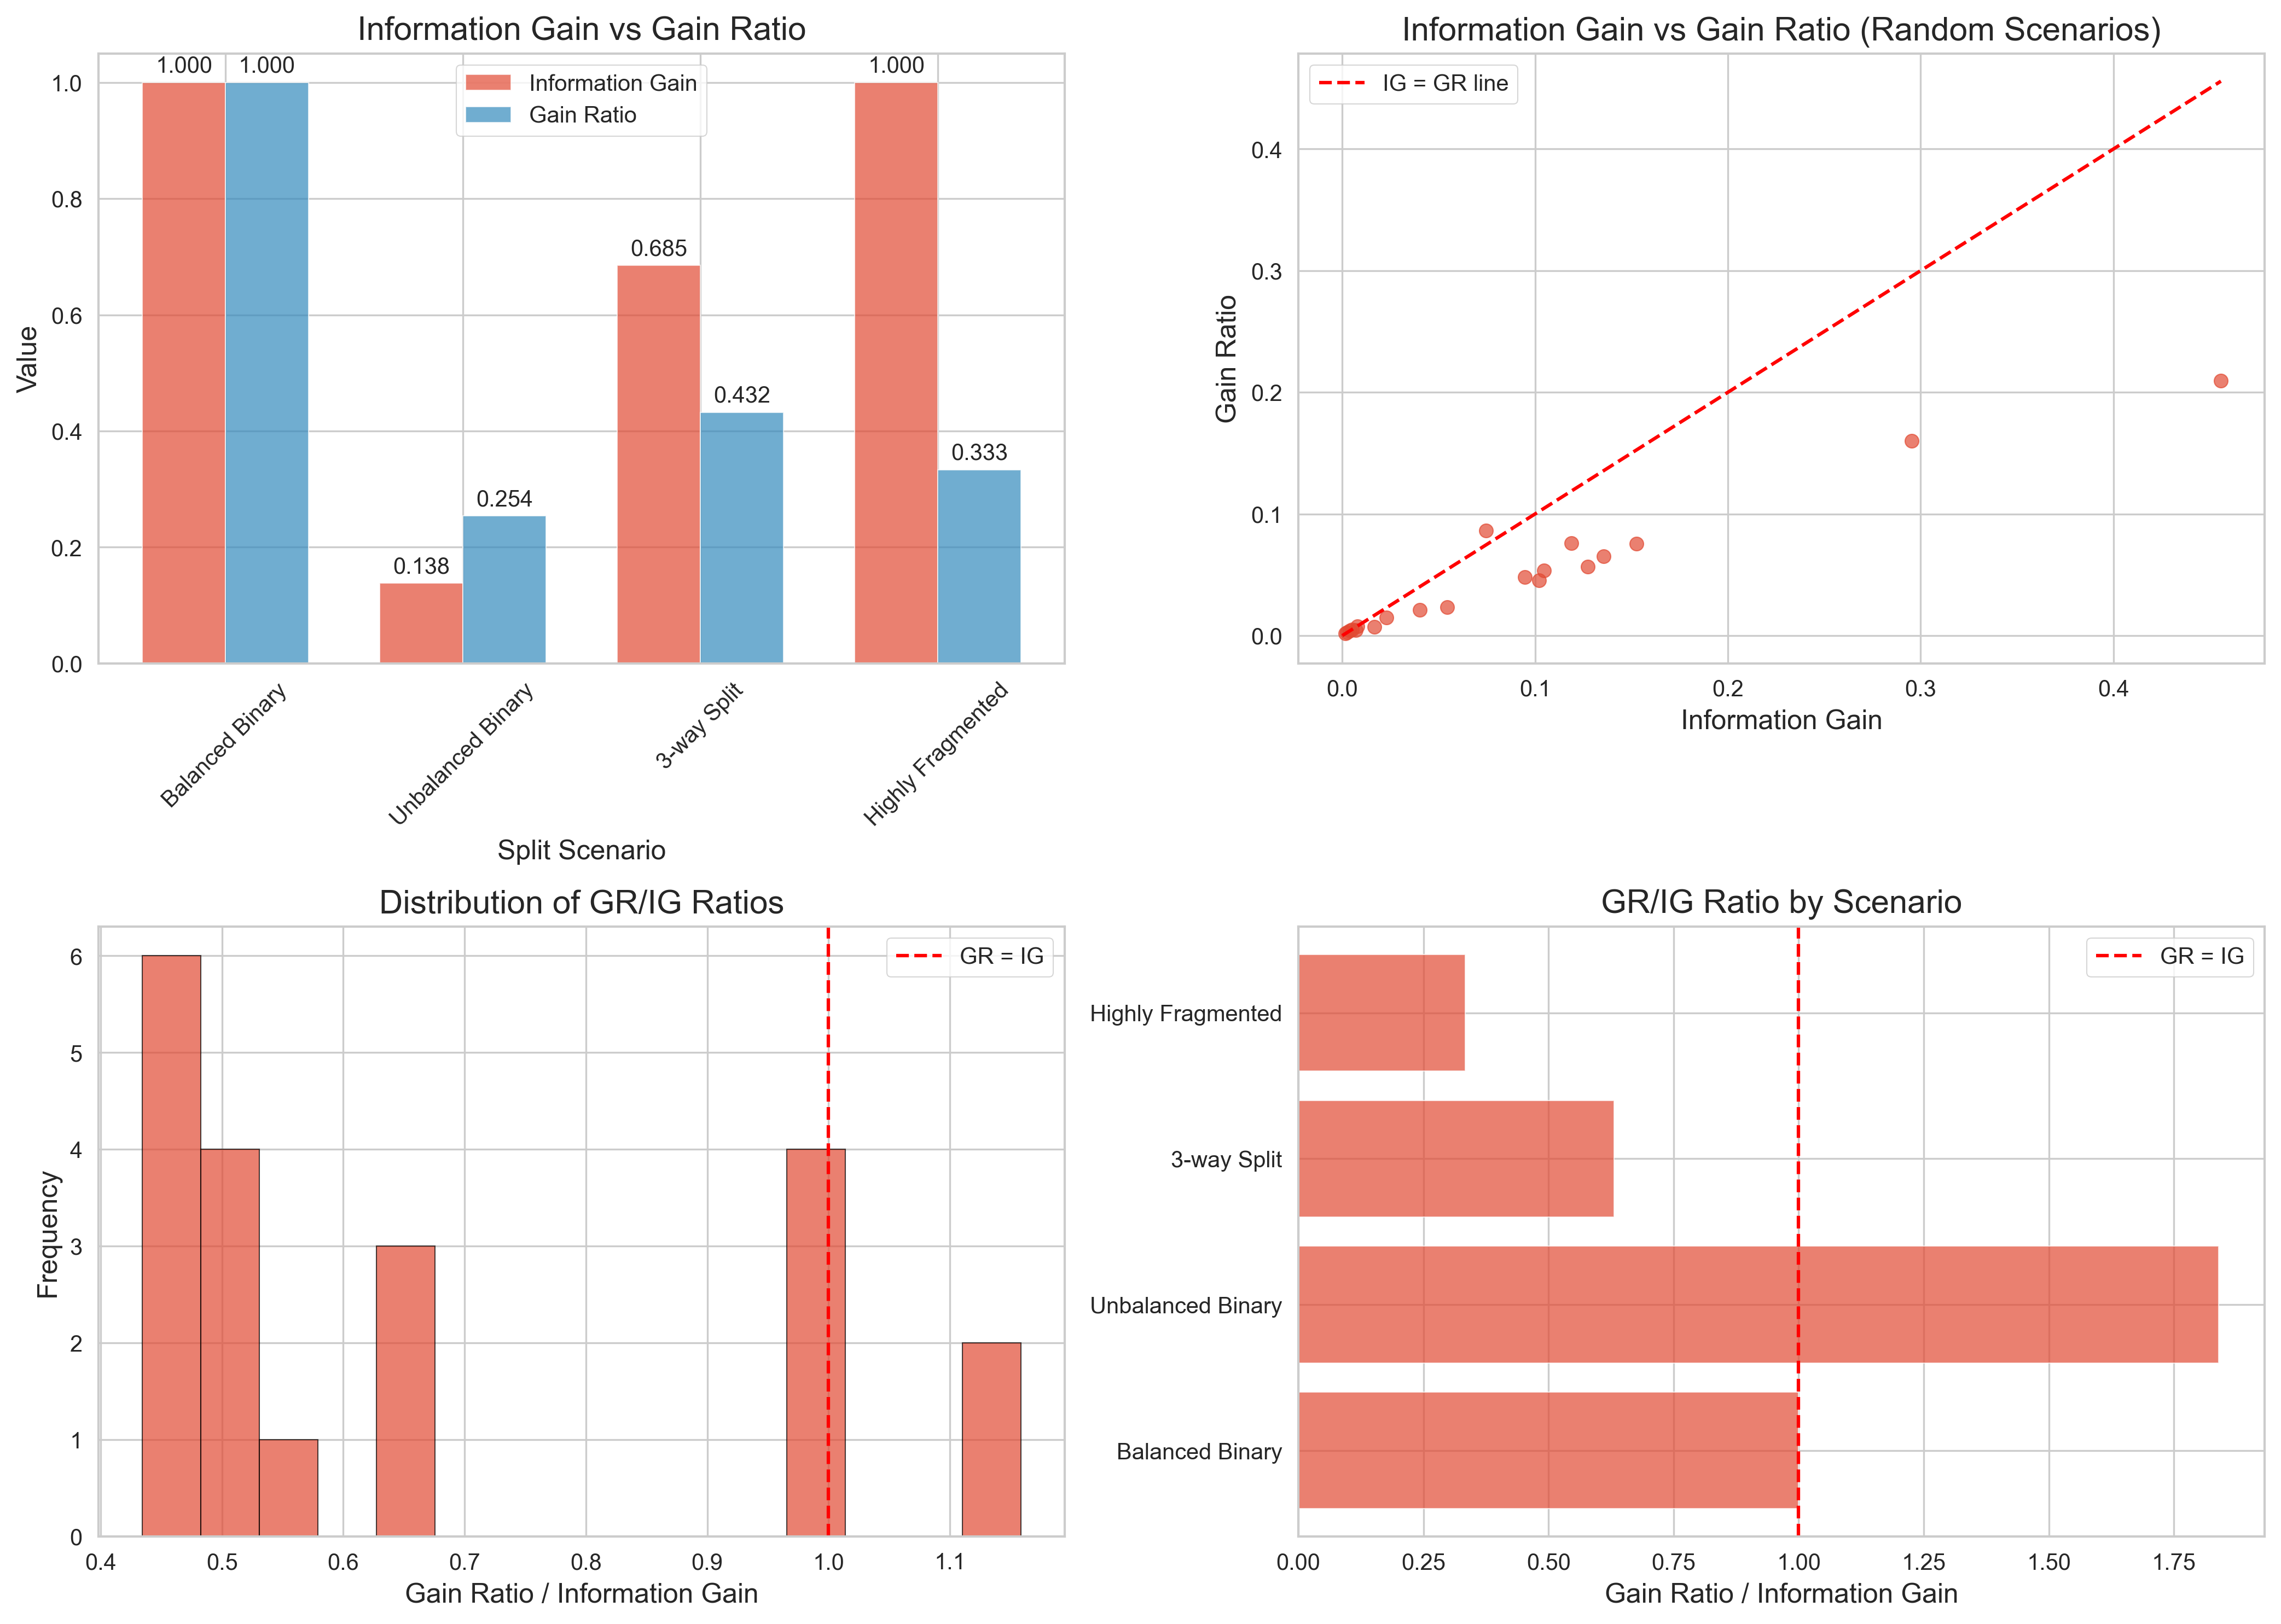 Information Gain vs Gain Ratio
1.000 1.000 1.000
Information Gain
Gain Ratio
0.685
0.432
0.333
0.254
0.138
Value
1.0
0.8
0.6
0.4
0.2
0.0
Balanced Binary
Unbalanced Binary
3-way Split
Highly Fragmented
Split Scenario
Information Gain vs Gain Ratio (Random Scenarios)
IG = GR line
Gain Ratio
0.4
0.3
0.2
0.1
0.0
0.0 0.1 0.2 0.3 0.4
Information Gain
Distribution of GR/IG Ratios
GR = IG
Frequency
6
5
4
3
2
1
0
0.4 0.5 0.6 0.7 0.8 0.9 1.0 1.1
Gain Ratio / Information Gain
GR/IG Ratio by Scenario
GR = IG
Highly Fragmented
3-way Split
Unbalanced Binary
Balanced Binary
0.00 0.25 0.50 0.75 1.00 1.25 1.50 1.75
Gain Ratio / Information Gain